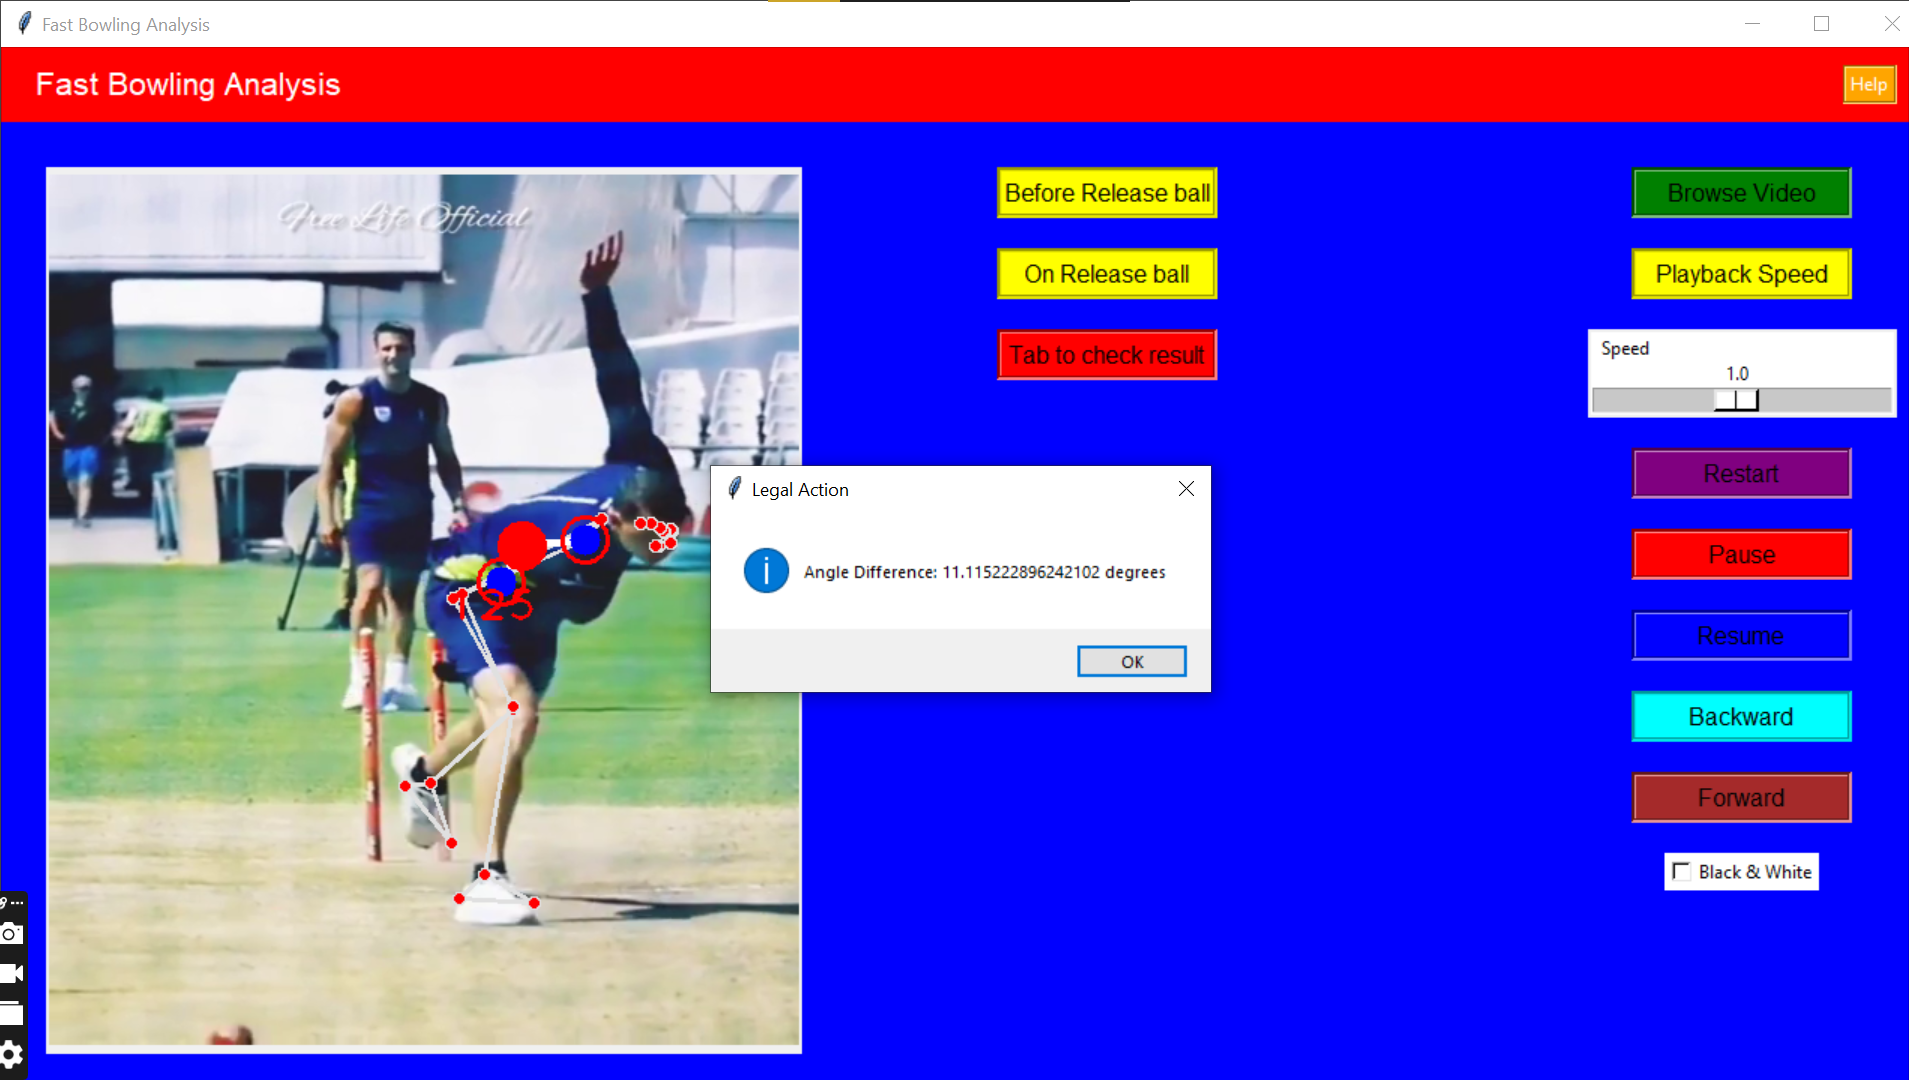 Fast Bowling Analysis
Fast Bowling Analysis
Help
Free Life Official
125
Before Release ball
On Release ball
Tab to check result
Legal Action
Angle Difference: 11.115222896242102 degrees
OK
Browse Video
Playback Speed
Speed
1.0
Restart
Pause
Resume
Backward
Forward
Black & White